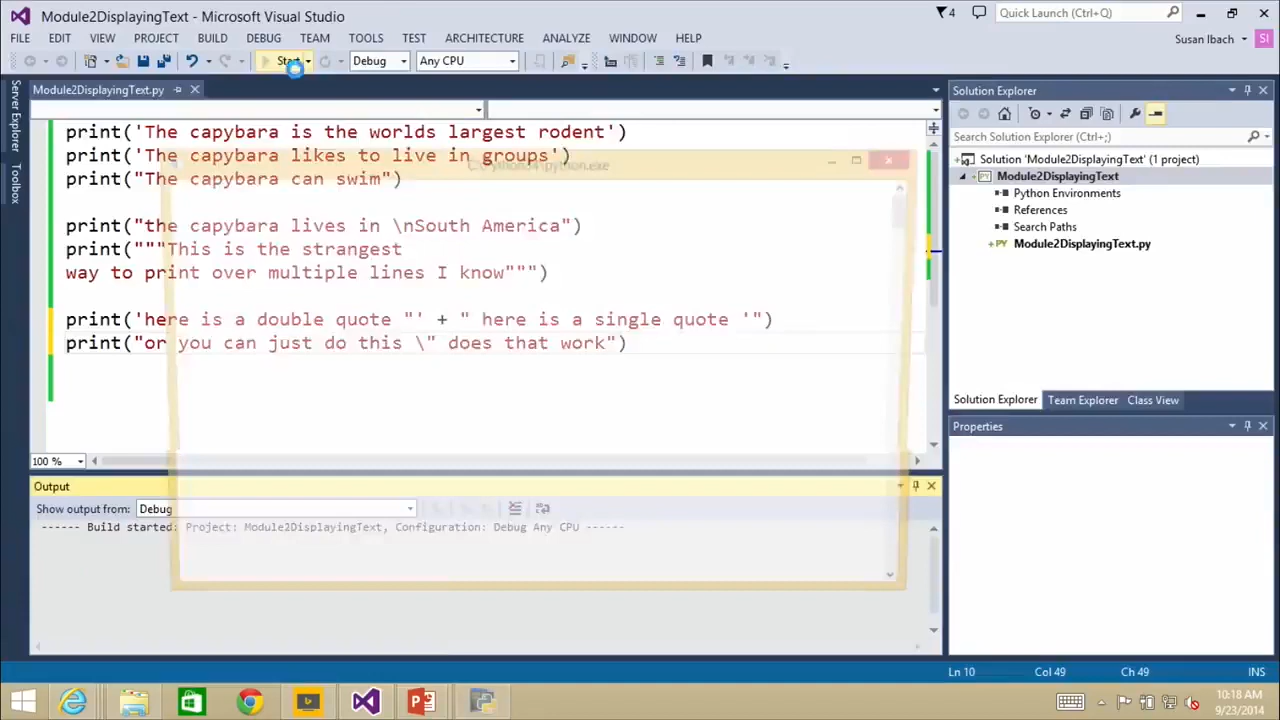 Module2DisplayingText - Microsoft Visual Studio
4
Quick Launch (Ctrl+Q)
FILE EDIT VIEW PROJECT BUILD DEBUG TEAM TOOLS TEST ARCHITECTURE ANALYZE WINDOW HELP
Susan Ibach
SI
Start
Debug
Any CPU
Server Explorer
Toolbox
Module2DisplayingText.py
print('The capybara is the worlds largest rodent')
print('The capybara likes to live in groups')
print("The capybara can swim")
print("the capybara lives in \nSouth America")
print("""This is the strangest
way to print over multiple lines I know""")
print('here is a double quote "' + " here is a single quote '")
print("or you can just do this \" does that work")
100 %
Output
Show output from: Debug
------ Build started: Project: Module2DisplayingText, Configuration: Debug Any CPU ------
Solution Explorer
Search Solution Explorer (Ctrl+;)
Solution 'Module2DisplayingText' (1 project)
Module2DisplayingText
Python Environments
References
Search Paths
Module2DisplayingText.py
Solution Explorer Team Explorer Class View
Properties
Ln 10
Col 49
Ch 49
INS
10:18 AM
9/23/2014